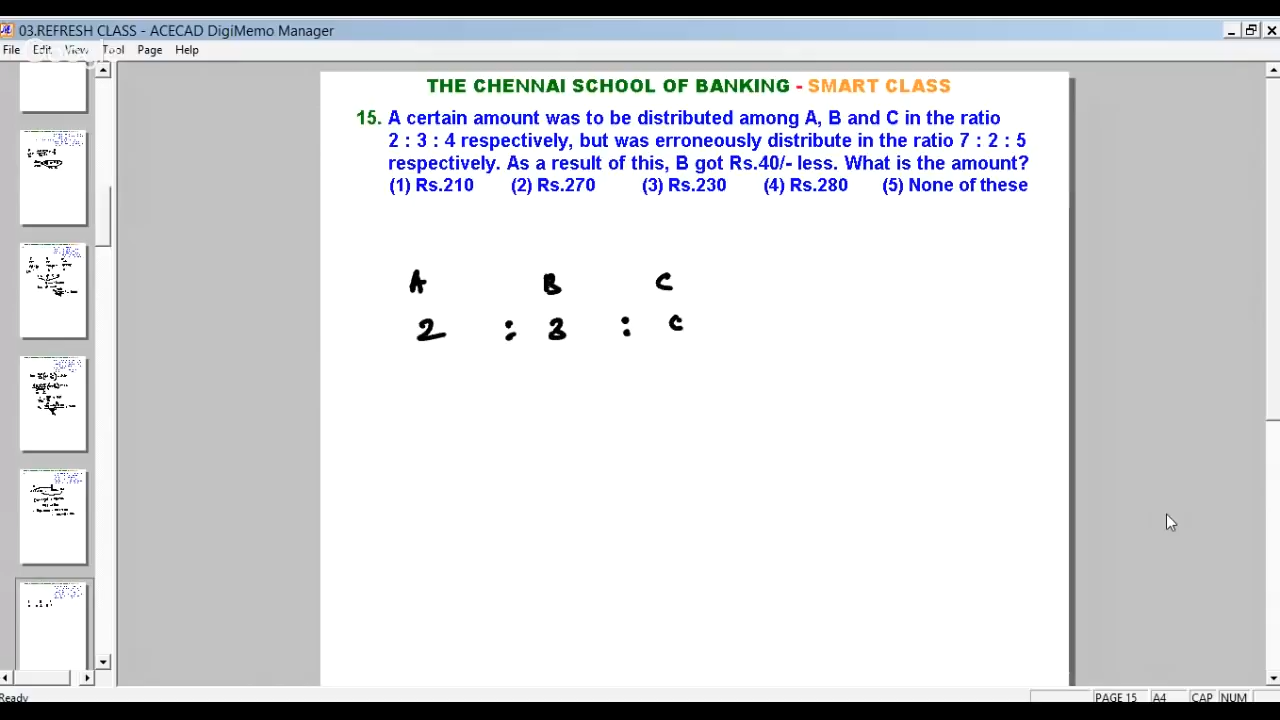 03.REFRESH CLASS - ACECAD DigiMemo Manager
File Edit View Tool Page Help
THE CHENNAI SCHOOL OF BANKING - SMART CLASS
15. A certain amount was to be distributed among A, B and C in the ratio
2 : 3 : 4 respectively, but was erroneously distribute in the ratio 7 : 2 : 5
respectively. As a result of this, B got Rs.40/- less. What is the amount?
(1) Rs.210 (2) Rs.270 (3) Rs.230 (4) Rs.280 (5) None of these
A B C
2 : 3 : c
Ready PAGE 15 A4 CAP NUM